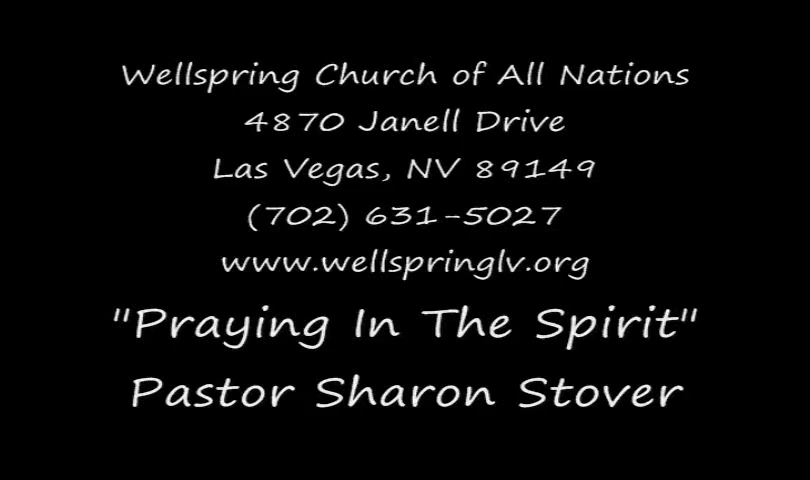 Wellspring Church of All Nations
4870 Janell Drive
Las Vegas, NV 89149
(702) 631-5027
www.wellspringlv.org
"Praying In The Spirit"
Pastor Sharon Stover